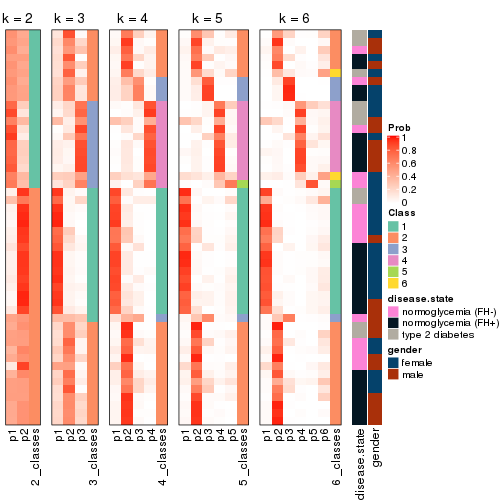 k = 2 k = 3 k = 4 k = 5 k = 6
Prob
1
0.8
0.6
0.4
0.2
0
Class
1
2
3
4
5
6
disease.state
normoglycemia (FH-)
normoglycemia (FH+)
type 2 diabetes
gender
female
male
p1 p2 2_classes p1 p2 p3 3_classes p1 p2 p3 p4 4_classes p1 p2 p3 p4 p5 5_classes p1 p2 p3 p4 p5 p6 6_classes disease.state gender